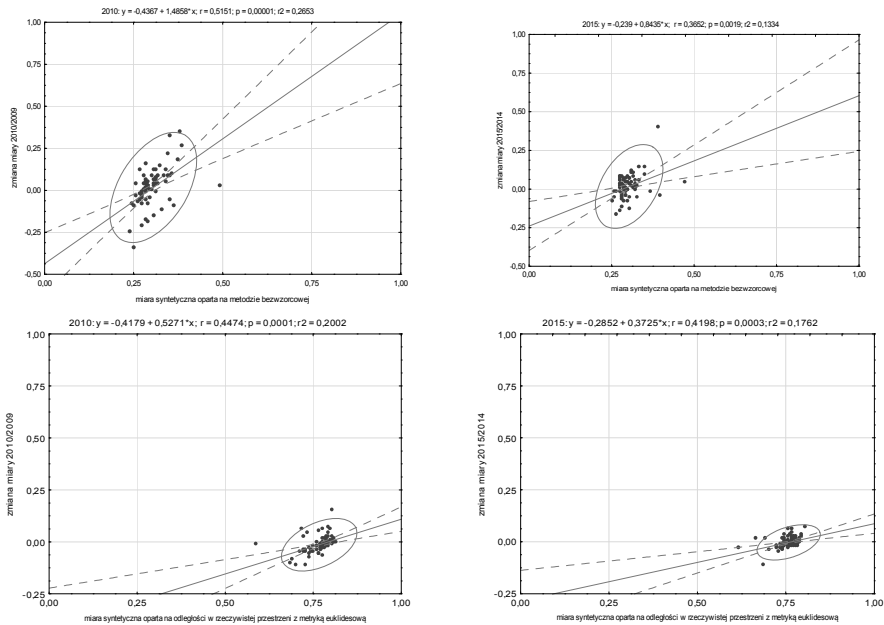 2010: y = -0,4367 + 1,4858*x; r = 0,5151; p = 0,00001; r2 = 0,2653
1,00
0,75
0,50
0,25
0,00
-0,25
-0,50
zmiana miary 2010/2009
0,00 0,25 0,50 0,75 1,00
miara syntetyczna oparta na metodzie bezwzorcowej
2015: y = -0,239 + 0,8435*x; r = 0,3652; p = 0,0019; r2 = 0,1334
1,00
0,75
0,50
0,25
0,00
-0,25
-0,50
zmiana miary 2015/2014
0,00 0,25 0,50 0,75 1,00
miara syntetyczna oparta na metodzie bezwzorcowej
2010: y = -0,4179 + 0,5271*x; r = 0,4474; p = 0,0001; r2 = 0,2002
1,00
0,75
0,50
0,25
0,00
-0,25
zmiana miary 2010/2009
0,00 0,25 0,50 0,75 1,00
miara syntetyczna oparta na odległości w rzeczywistej przestrzeni z metryką euklidesową
2015: y = -0,2852 + 0,3725*x; r = 0,4198; p = 0,0003; r2 = 0,1762
1,00
0,75
0,50
0,25
0,00
-0,25
zmiana miary 2015/2014
0,00 0,25 0,50 0,75 1,00
miara syntetyczna oparta na odległości w rzeczywistej przestrzeni z metryką euklidesową